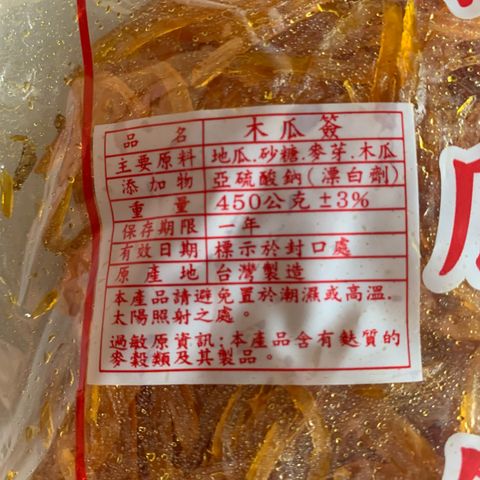 品名 木瓜簽
主要原料 地瓜.砂糖.麥芽.木瓜
添加物 亞硫酸鈉(漂白劑)
重量 450公克±3%
保存期限 一年
有效日期 標示於封口處
原產地 台灣製造
本產品請避免置於潮濕或高溫.
太陽照射之處。
過敏原資訊:本產品含有麩質的
麥穀類及其製品。
瓜